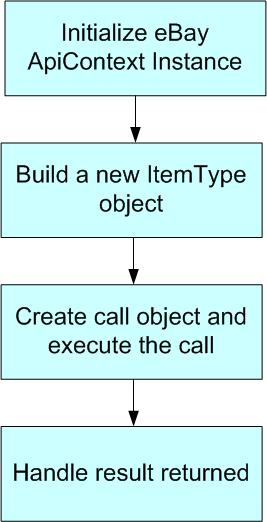 Initialize eBay
ApiContext Instance
Build a new ItemType
object
Create call object and
execute the call
Handle result returned